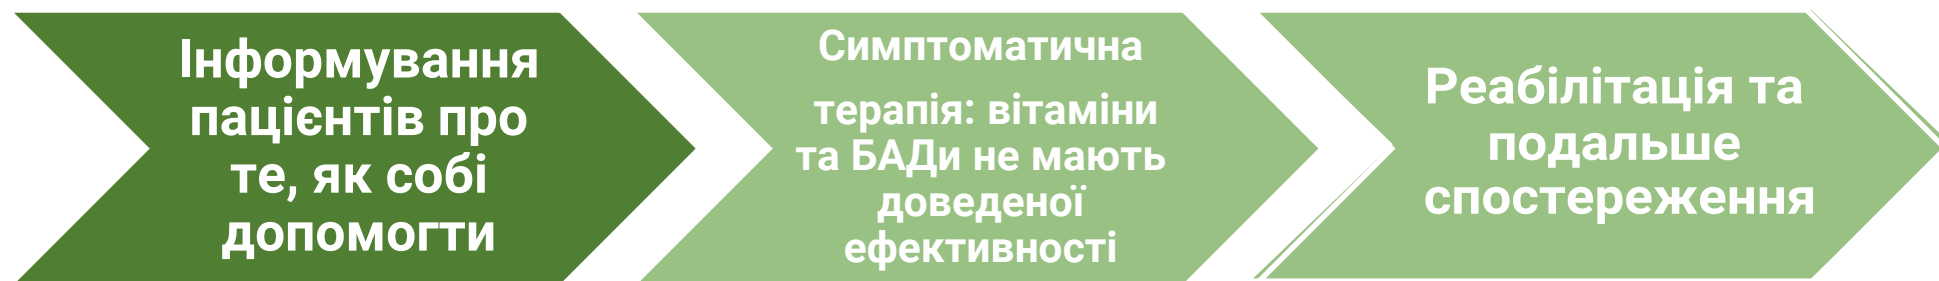 Інформування
пацієнтів про
те, як собі
допомогти
Симптоматична
терапія: вітаміни
та БАДи не мають
доведеної
ефективності
Реабілітація та
подальше
спостереження